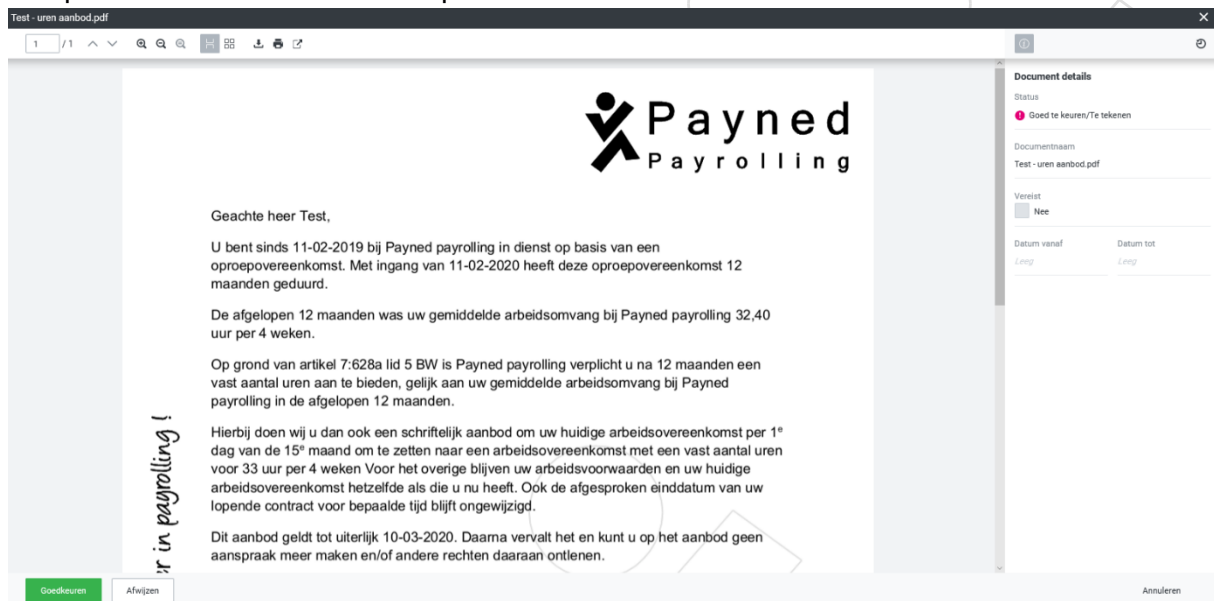 Test - uren aanbod.pdf
1 / 1
Payned
Payrolling
Geachte heer Test,
U bent sinds 11-02-2019 bij Payned payrolling in dienst op basis van een
oproepovereenkomst. Met ingang van 11-02-2020 heeft deze oproepovereenkomst 12
maanden geduurd.
De afgelopen 12 maanden was uw gemiddelde arbeidsomvang bij Payned payrolling 32,40
uur per 4 weken.
Op grond van artikel 7:628a lid 5 BW is Payned payrolling verplicht u na 12 maanden een
vast aantal uren aan te bieden, gelijk aan uw gemiddelde arbeidsomvang bij Payned
payrolling in de afgelopen 12 maanden.
Hierbij doen wij u dan ook een schriftelijk aanbod om uw huidige arbeidsovereenkomst per 1e
dag van de 15e maand om te zetten naar een arbeidsovereenkomst met een vast aantal uren
voor 33 uur per 4 weken Voor het overige blijven uw arbeidsvoorwaarden en uw huidige
arbeidsovereenkomst hetzelfde als die u nu heeft. Ook de afgesproken einddatum van uw
lopende contract voor bepaalde tijd blijft ongewijzigd.
Dit aanbod geldt tot uiterlijk 10-03-2020. Daarna vervalt het en kunt u op het aanbod geen
aanspraak meer maken en/of andere rechten daaraan ontlenen.
in payrolling !
Document details
Status
Goed te keuren/Te tekenen
Documentnaam
Test - uren aanbod.pdf
Vereist
Nee
Datum vanaf Datum tot
Leeg Leeg
Goedkeuren Afwijzen Annuleren